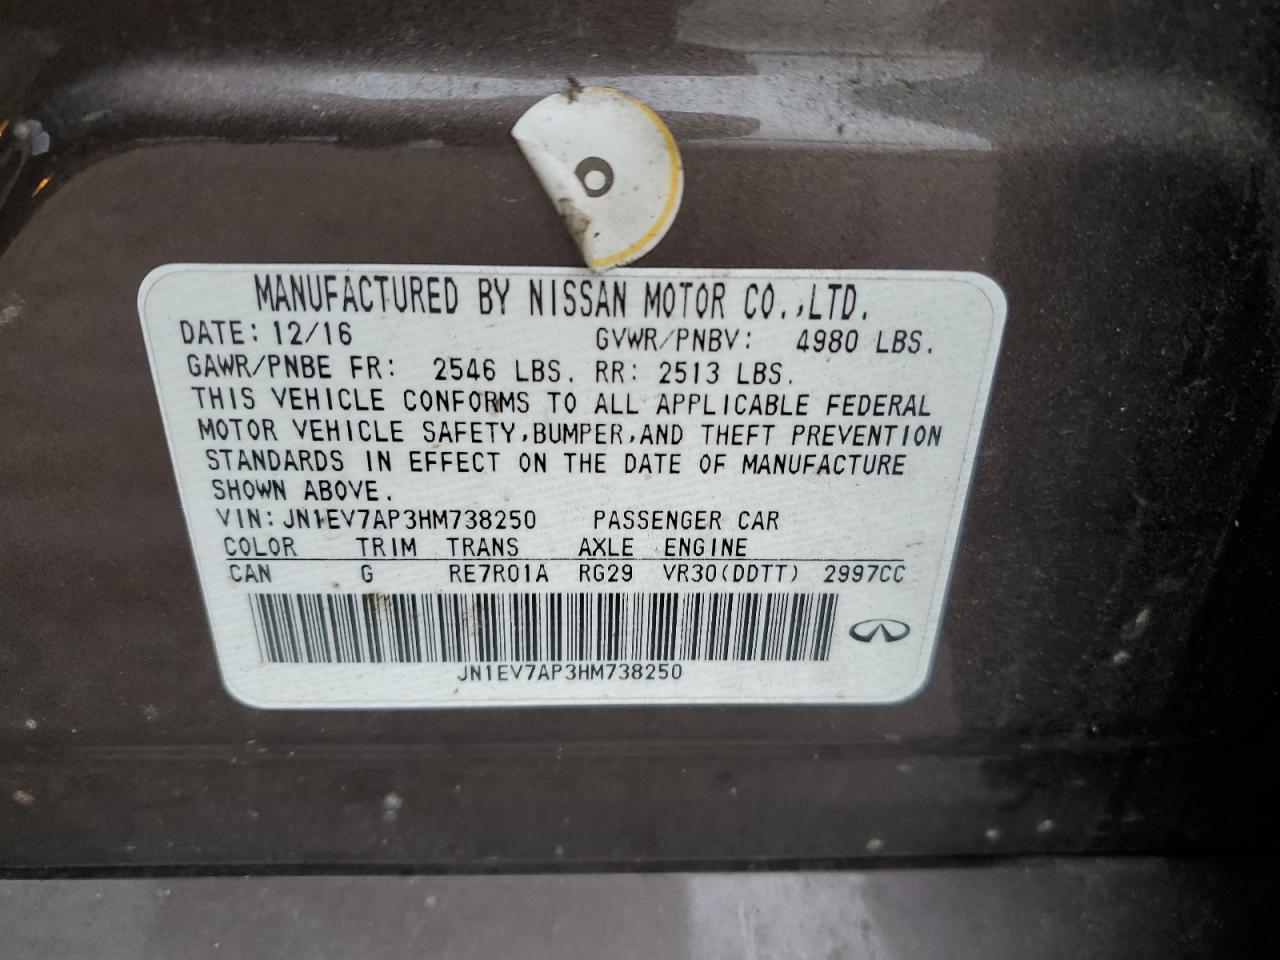 MANUFACTURED BY NISSAN MOTOR CO.,LTD.
DATE: 12/16 GVWR/PNBV: 4980 LBS.
GAWR/PNBE FR: 2546 LBS. RR: 2513 LBS.
THIS VEHICLE CONFORMS TO ALL APPLICABLE FEDERAL
MOTOR VEHICLE SAFETY,BUMPER,AND THEFT PREVENTION
STANDARDS IN EFFECT ON THE DATE OF MANUFACTURE
SHOWN ABOVE.
VIN: JN1EV7AP3HM738250 PASSENGER CAR
COLOR TRIM TRANS AXLE ENGINE
CAN G RE7R01A RG29 VR30(DDTT) 2997CC
JN1EV7AP3HM738250